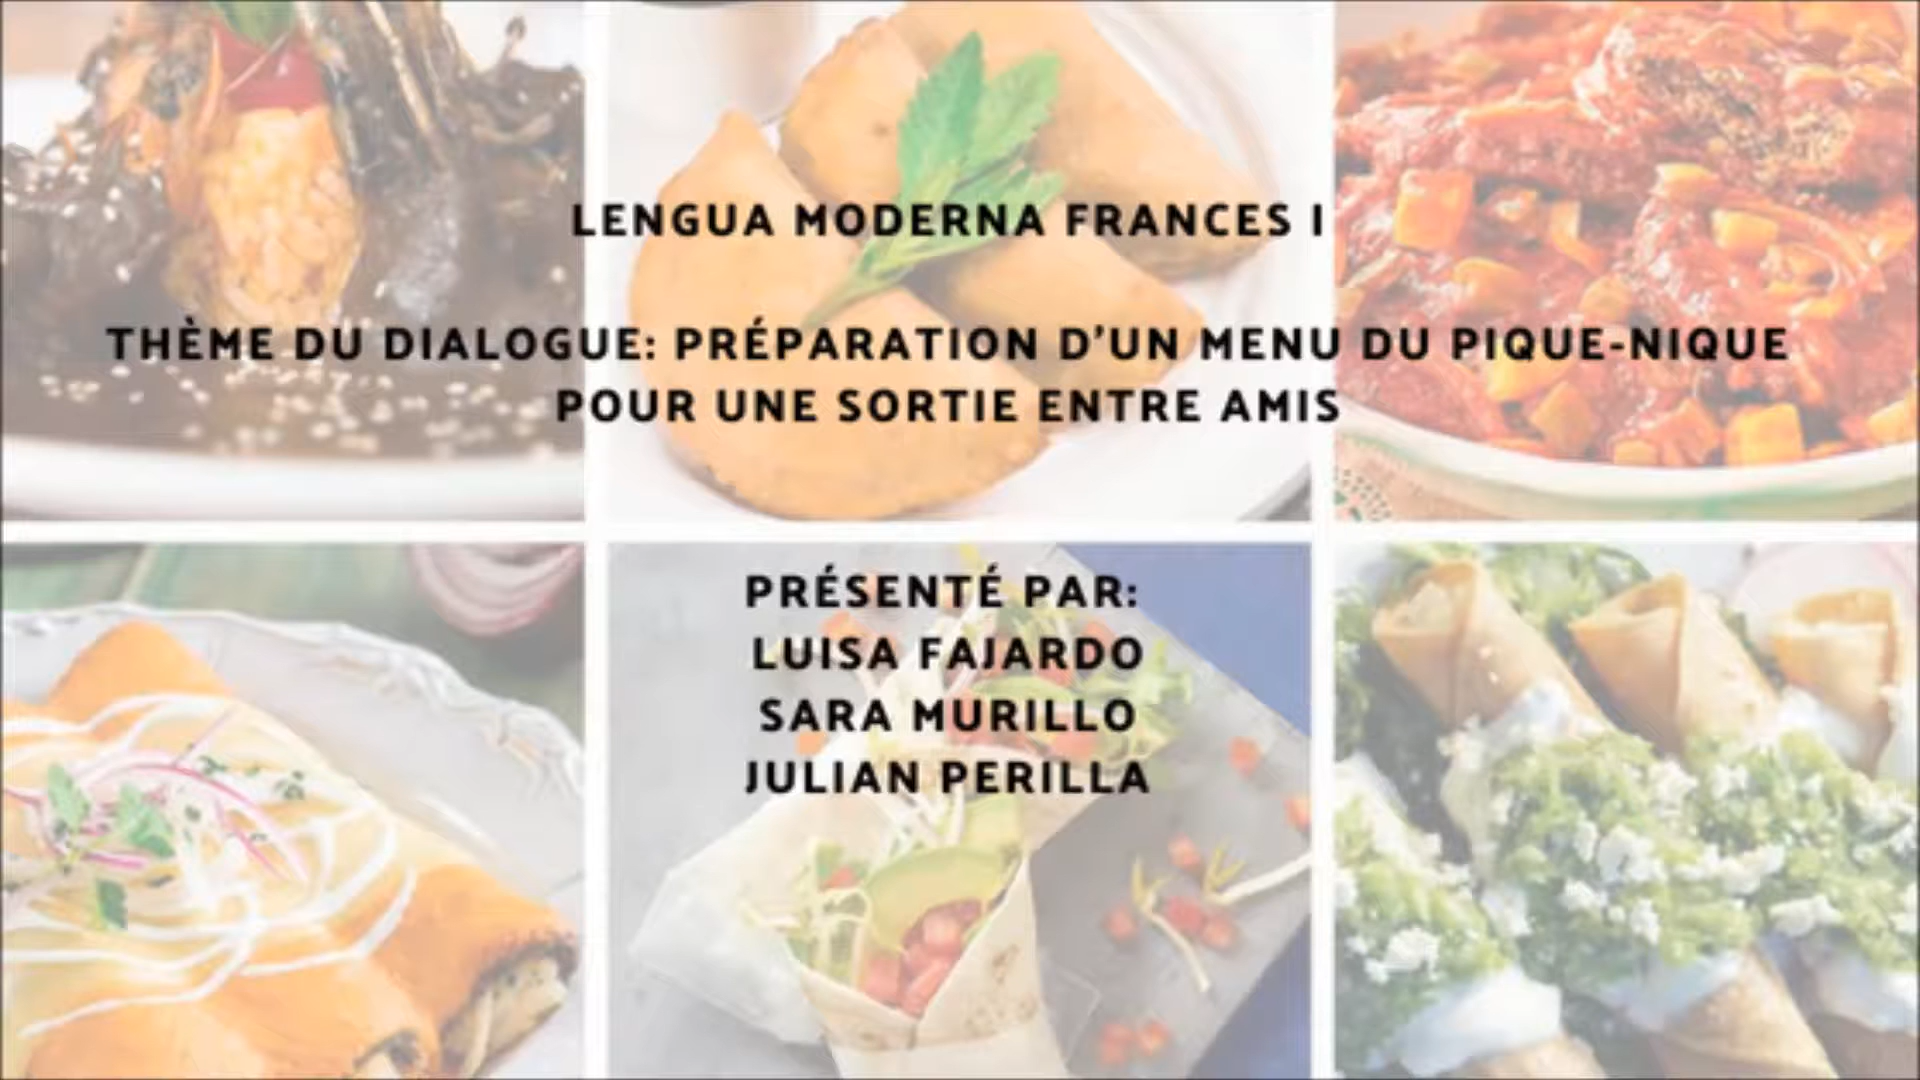 LENGUA MODERNA FRANCES I
THÈME DU DIALOGUE: PRÉPARATION D'UN MENU DU PIQUE-NIQUE
POUR UNE SORTIE ENTRE AMIS
PRÉSENTÉ PAR:
LUISA FAJARDO
SARA MURILLO
JULIAN PERILLA